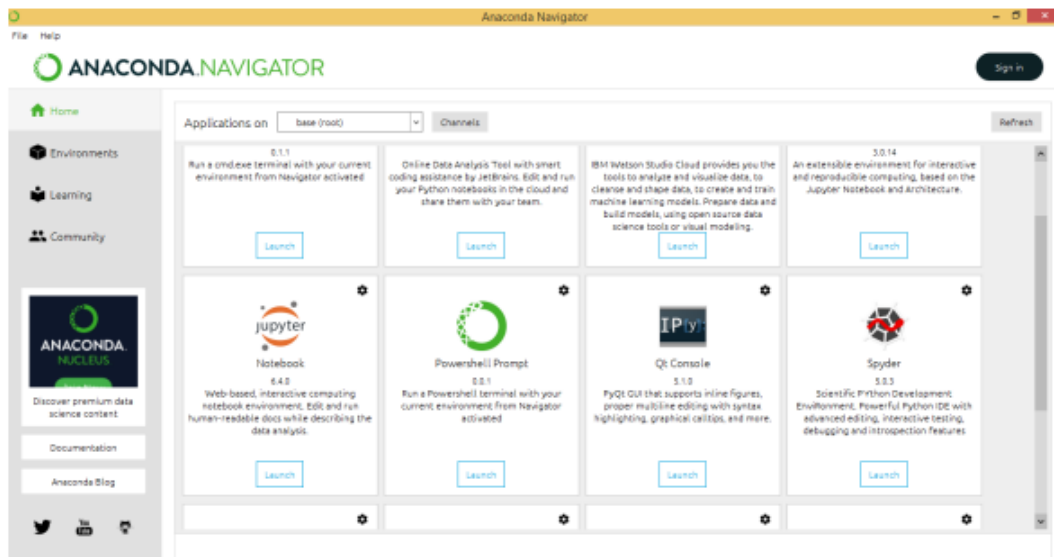 Anaconda Navigator
File Help
ANACONDA.NAVIGATOR
Sign in
Home
Environments
Learning
Community
ANACONDA.
NUCLEUS
Discover premium data
science content
Documentation
Anaconda Blog
Applications on base (root) Channels Refresh
0.1.1
Run a cmd.exe terminal with your current
environment from Navigator activated
Launch
Online Data Analysis Tool with smart
coding assistance by JetBrains. Edit and run
your Python notebooks in the cloud and
share them with your team.
Launch
IBM Watson Studio Cloud provides you the
tools to analyze and visualize data, to
cleanse and shape data, to create and train
machine learning models. Prepare data and
build models, using open source data
science tools or visual modeling.
Launch
3.0.14
An extensible environment for interactive
and reproducible computing, based on the
Jupyter Notebook and Architecture.
Launch
jupyter
Notebook
6.4.0
Web-based, interactive computing
notebook environment. Edit and run
human-readable docs while describing the
data analysis.
Launch
Powershell Prompt
0.0.1
Run a Powershell terminal with your
current environment from Navigator
activated
Launch
IP[y]:
Qt Console
5.1.0
PyQt GUI that supports inline figures,
proper multiline editing with syntax
highlighting, graphical calltips, and more.
Launch
Spyder
5.0.3
Scientific PYthon Development
EnviRonment. Powerful Python IDE with
advanced editing, interactive testing,
debugging and introspection features
Launch